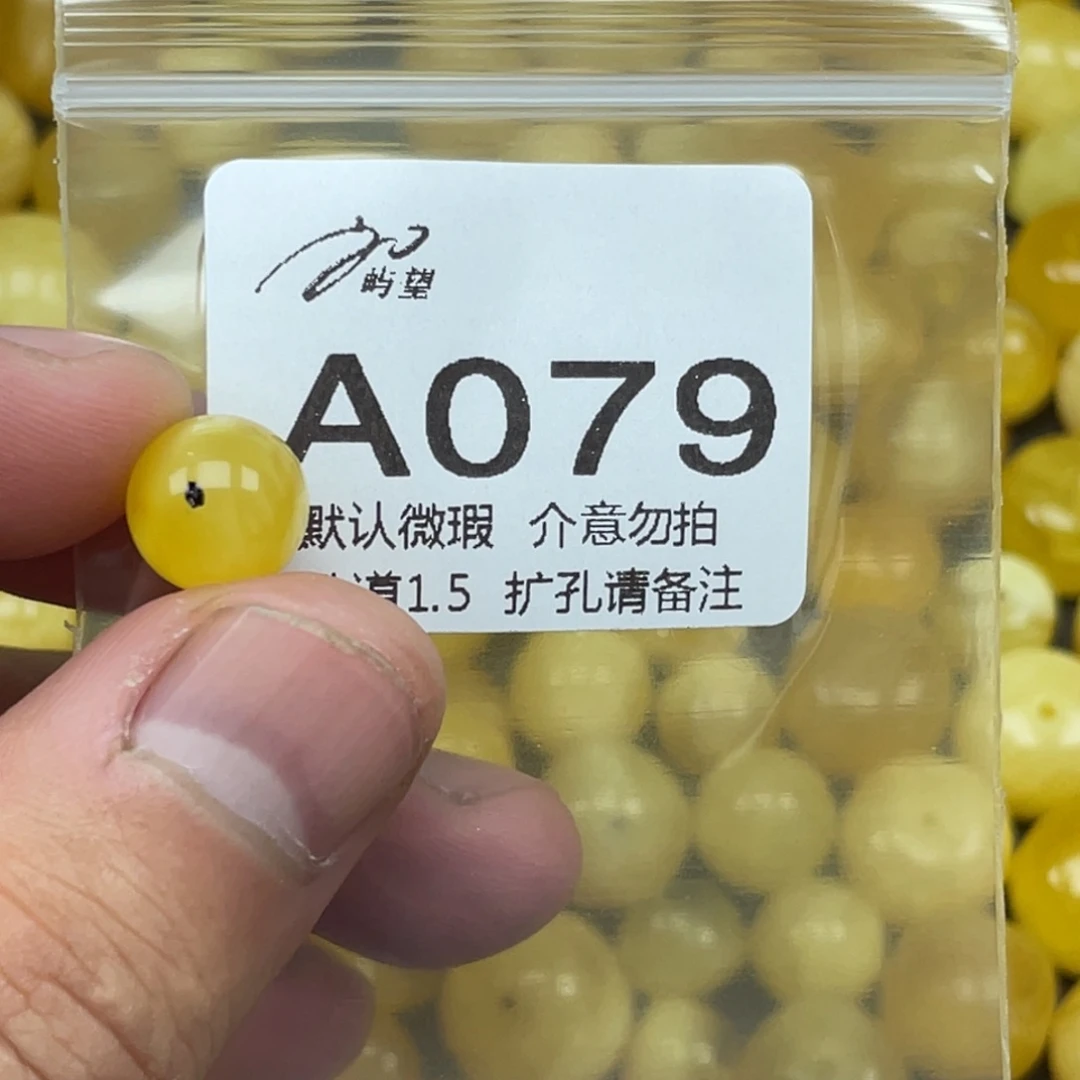 屿望
A079
默认微瑕 介意勿拍
道1.5 扩孔请备注